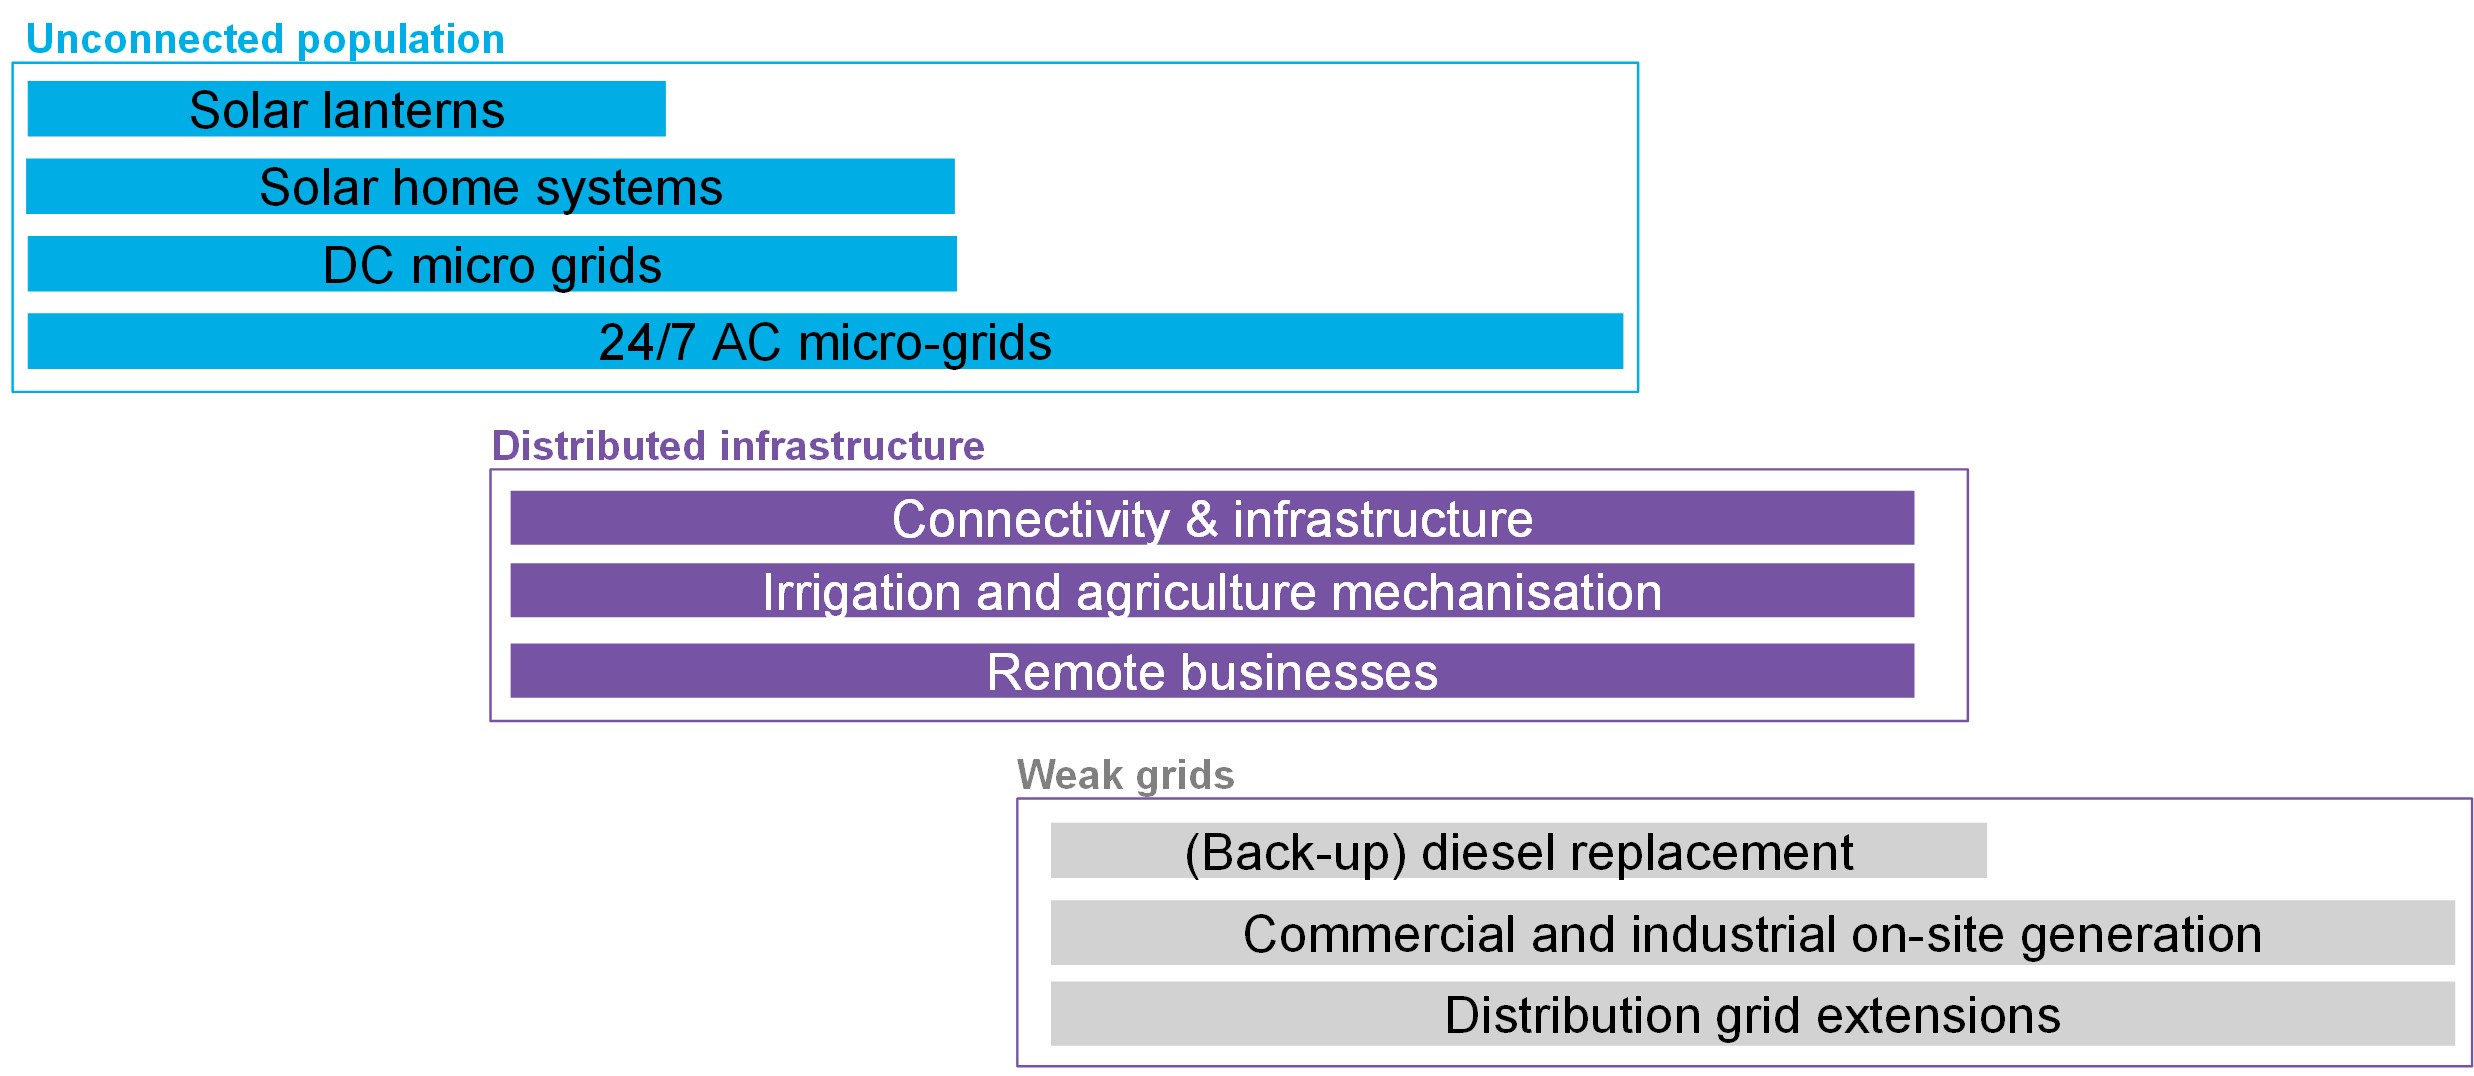 Unconnected population
Solar lanterns
Solar home systems
DC micro grids
24/7 AC micro-grids
Distributed infrastructure
Connectivity & infrastructure
Irrigation and agriculture mechanisation
Remote businesses
Weak grids
(Back-up) diesel replacement
Commercial and industrial on-site generation
Distribution grid extensions